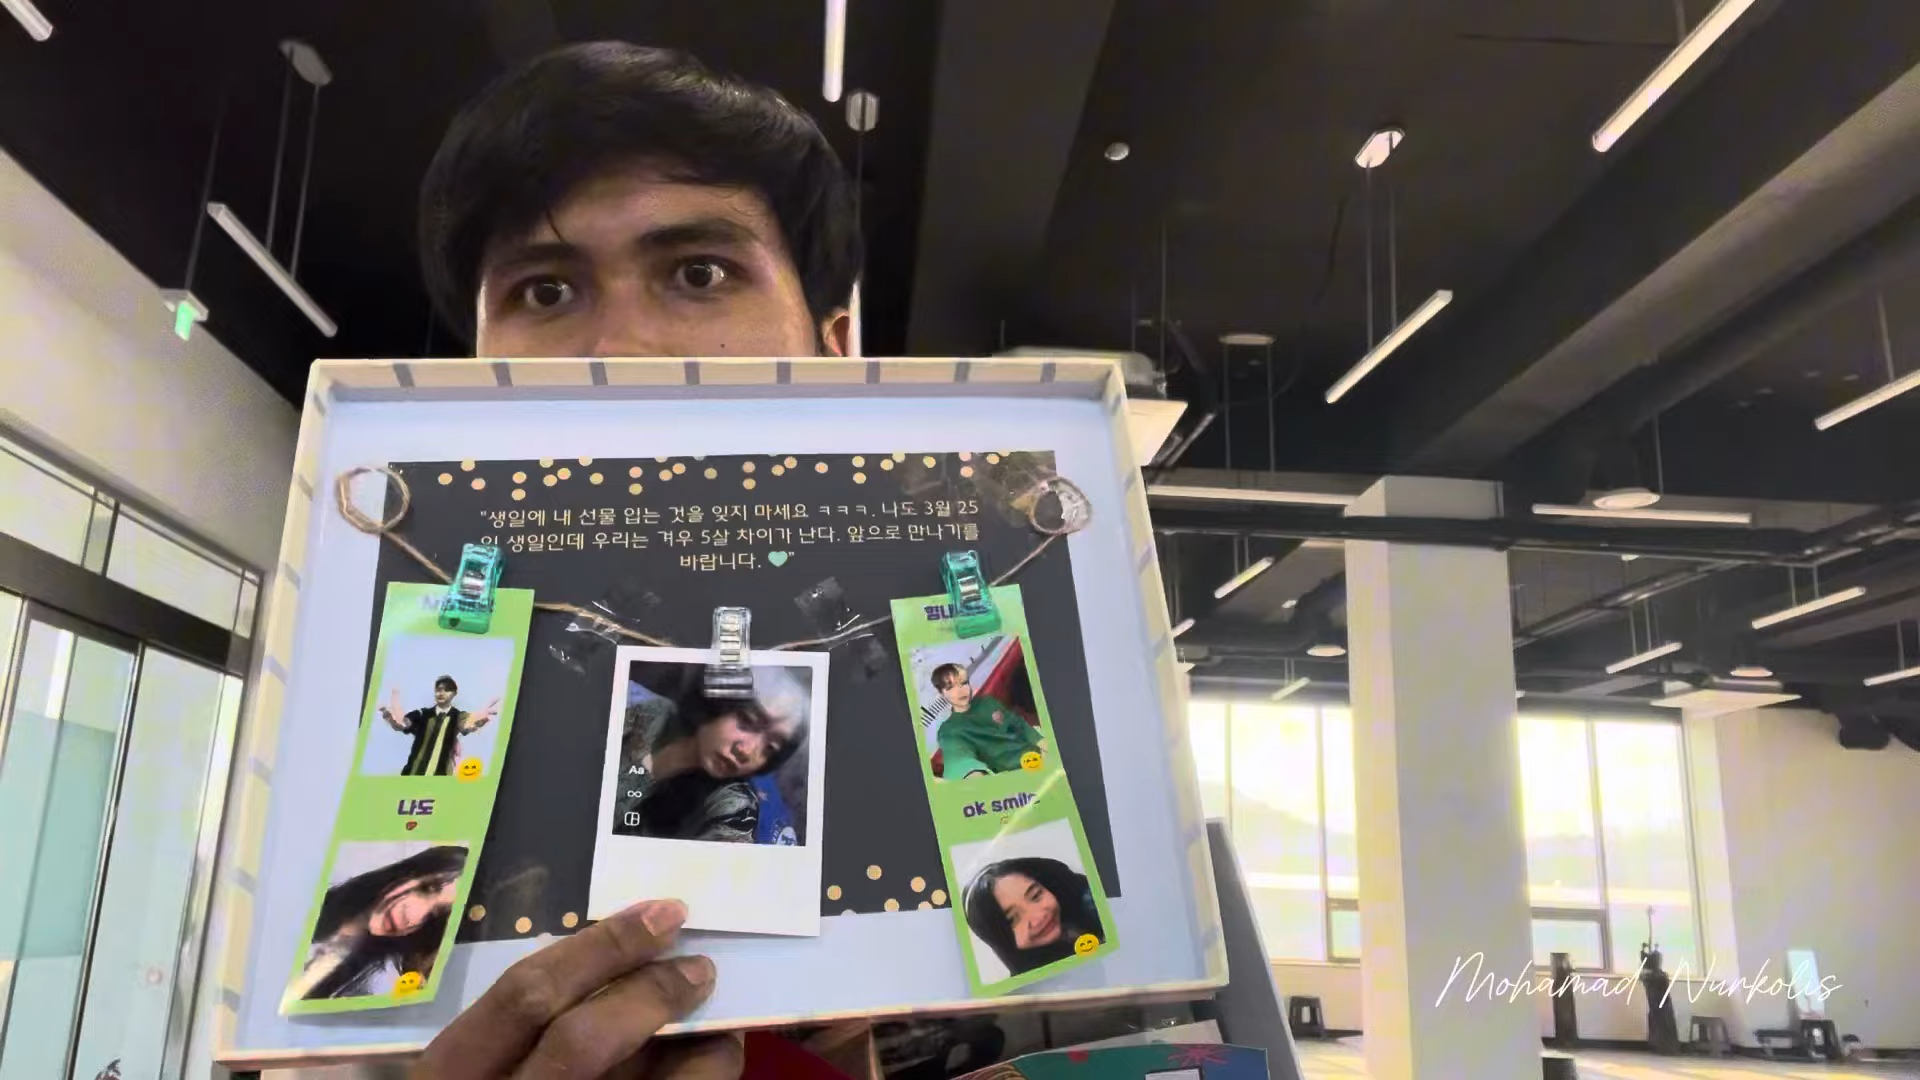 "생일에 내 선물 입는 것을 잊지 마세요 ㅋㅋㅋ. 나도 3월 25
생일인데 우리는 겨우 5살 차이가 난다. 앞으로 만나기를
바랍니다. 💚"
나도
Aa
ok smile
Mohamad Nurkolis